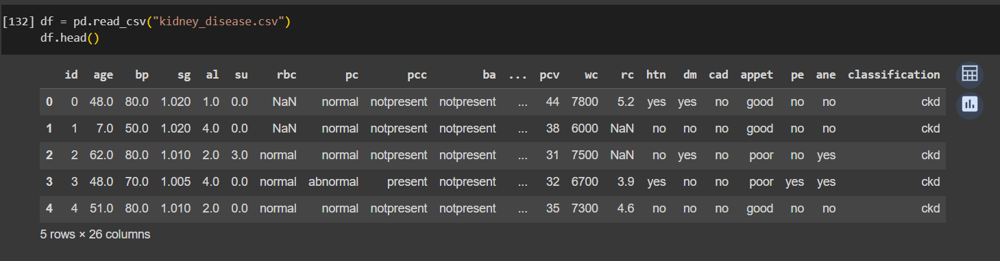 [132] df = pd.read_csv("kidney_disease.csv")
df.head()
id age bp sg al su rbc pc pcc ba ... pcv wc rc htn dm cad appet pe ane classification
0 0 48.0 80.0 1.020 1.0 0.0 NaN normal notpresent notpresent ... 44 7800 5.2 yes yes no good no no ckd
1 1 7.0 50.0 1.020 4.0 0.0 NaN normal notpresent notpresent ... 38 6000 NaN no no no good no no ckd
2 2 62.0 80.0 1.010 2.0 3.0 normal normal notpresent notpresent ... 31 7500 NaN no yes no poor no yes ckd
3 3 48.0 70.0 1.005 4.0 0.0 normal abnormal present notpresent ... 32 6700 3.9 yes no no poor yes yes ckd
4 4 51.0 80.0 1.010 2.0 0.0 normal normal notpresent notpresent ... 35 7300 4.6 no no no good no no ckd
5 rows × 26 columns